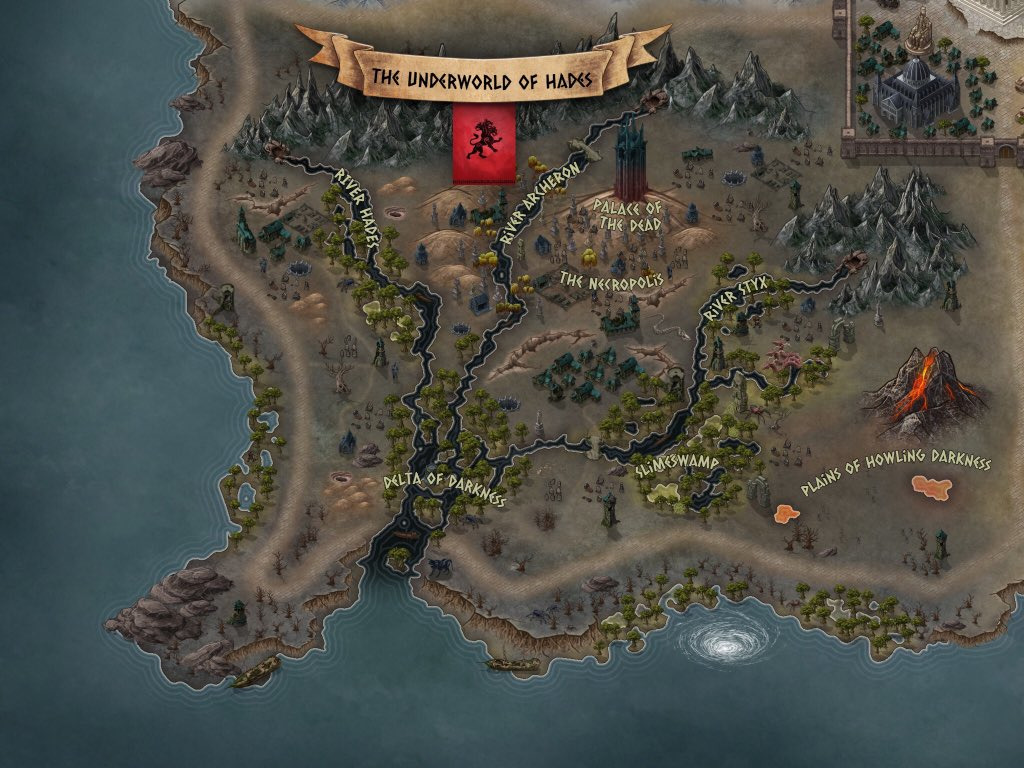 THE UNDERWORLD OF HADES
RIVER HADES
RIVER ARCHERON
PALACE OF
THE DEAD
THE NECROPOLIS
RIVER STYX
SLIMESWAMP
DELTA OF DARKNESS
PLAINS OF HOWLING DARKNESS